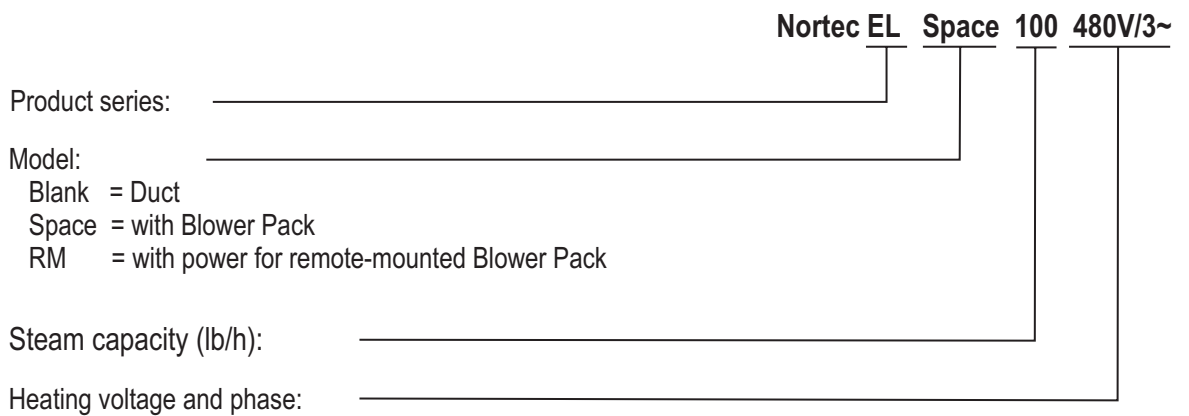 Nortec EL Space 100 480V/3~
Product series:
Model:
Blank = Duct
Space = with Blower Pack
RM = with power for remote-mounted Blower Pack
Steam capacity (lb/h):
Heating voltage and phase: